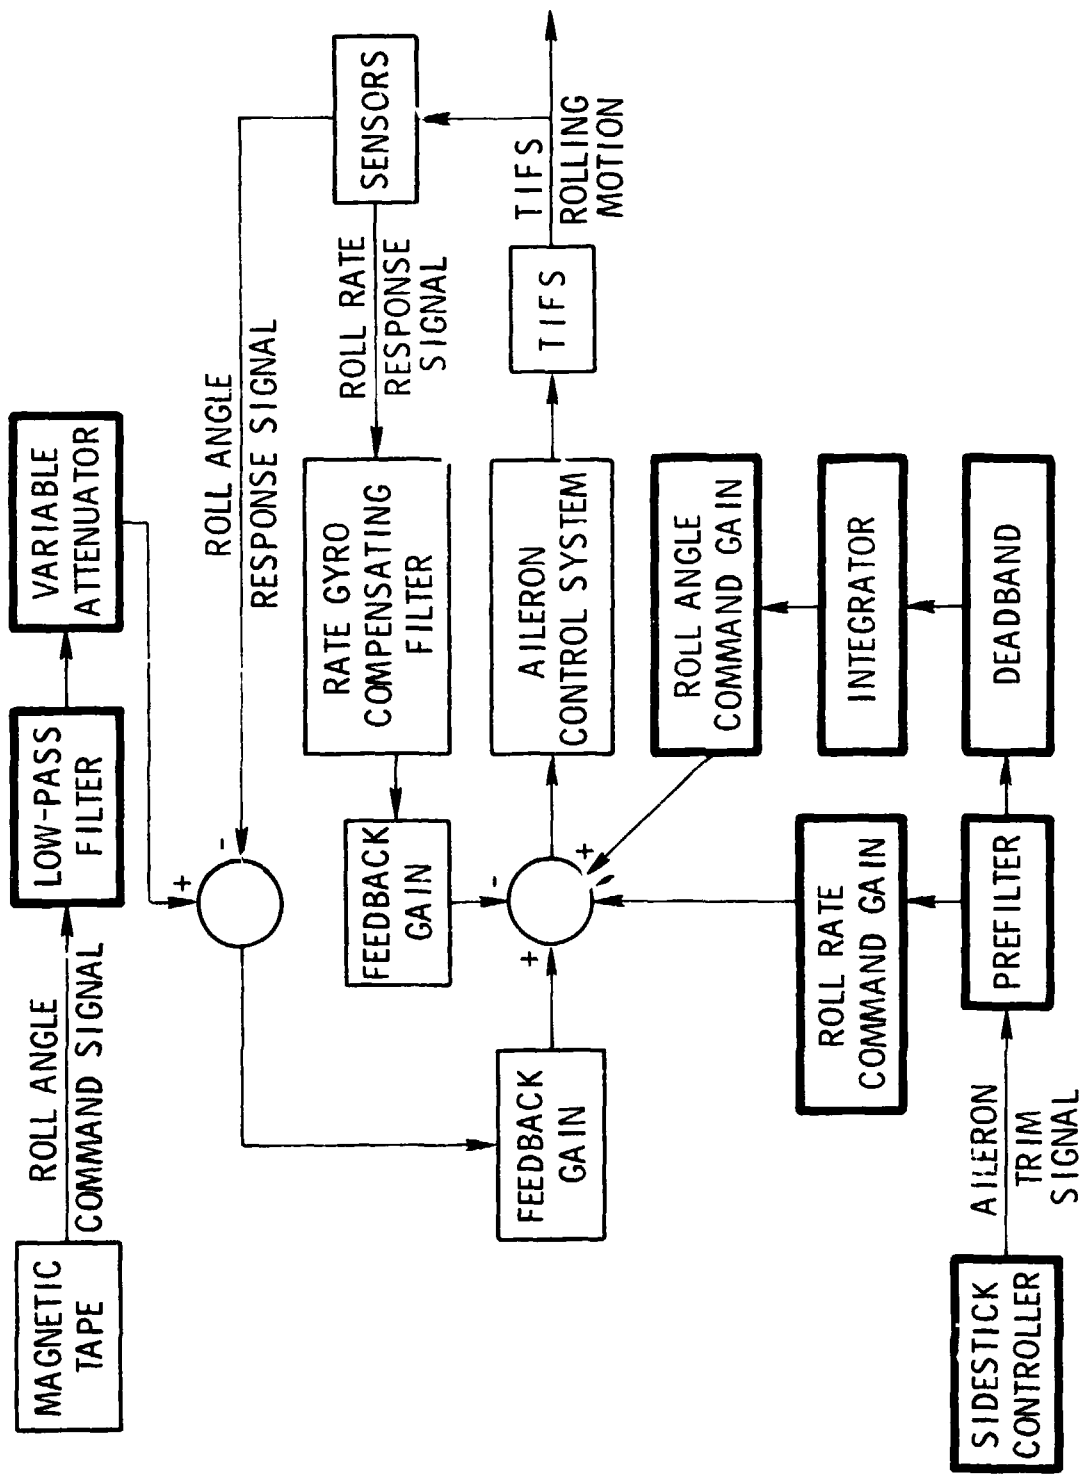 MAGNETIC
TAPE
ROLL ANGLE
COMMAND SIGNAL
LOW-PASS
FILTER
VARIABLE
ATTENUATOR
+
-
ROLL ANGLE
RESPONSE SIGNAL
SENSORS
ROLL RATE
RESPONSE
SIGNAL
RATE GYRO
COMPENSATING
FILTER
FEEDBACK
GAIN
FEEDBACK
GAIN
+
-
+
AILERON
CONTROL SYSTEM
TIFS
TIFS
ROLLING
MOTION
ROLL ANGLE
COMMAND GAIN
ROLL RATE
COMMAND GAIN
INTEGRATOR
SIDESTICK
CONTROLLER
AILERON
TRIM
SIGNAL
PREFILTER
DEADBAND